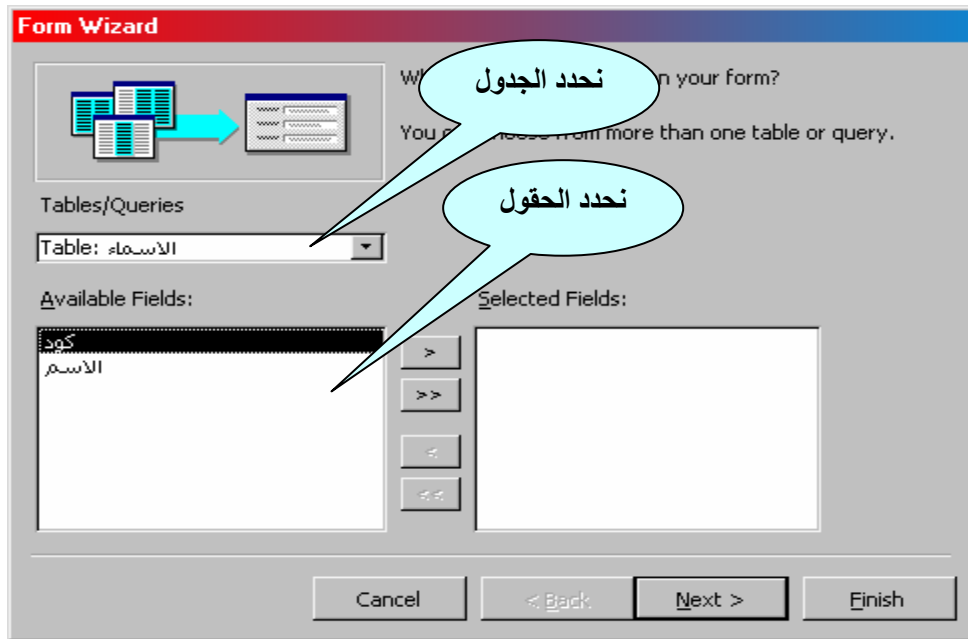 Form Wizard
نحدد الجدول
n your form?
You from more than one table or query.
نحدد الحقول
Tables/Queries
Table: الاسماء
Available Fields:
Selected Fields:
كود
الاسم
>
>>
<
<<
Cancel
< Back
Next >
Finish